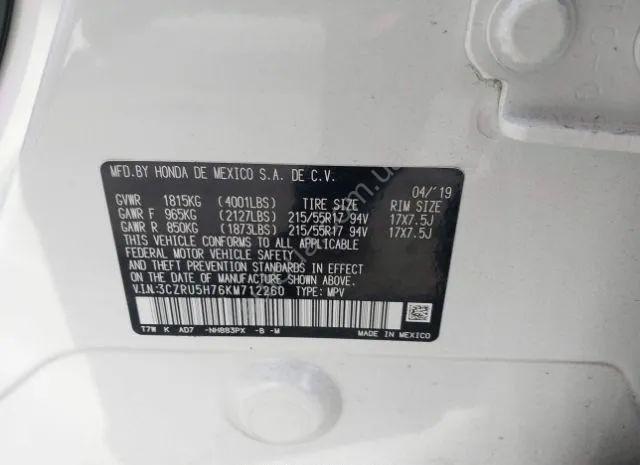 MFD.BY HONDA DE MEXICO S.A. DE C.V.
04/'19
GVWR 1815KG (4001LBS) TIRE SIZE RIM SIZE
GAWR F 965KG (2127LBS) 215/55R17 94V 17X7.5J
GAWR R 850KG (1873LBS) 215/55R17 94V 17X7.5J
THIS VEHICLE CONFORMS TO ALL APPLICABLE
FEDERAL MOTOR VEHICLE SAFETY
AND THEFT PREVENTION STANDARDS IN EFFECT
ON THE DATE OF MANUFACTURE SHOWN ABOVE.
V.I.N.:3CZRU5H76KM712260 TYPE: MPV
T7W K AD7 -NH883PX -B -M
MADE IN MEXICO